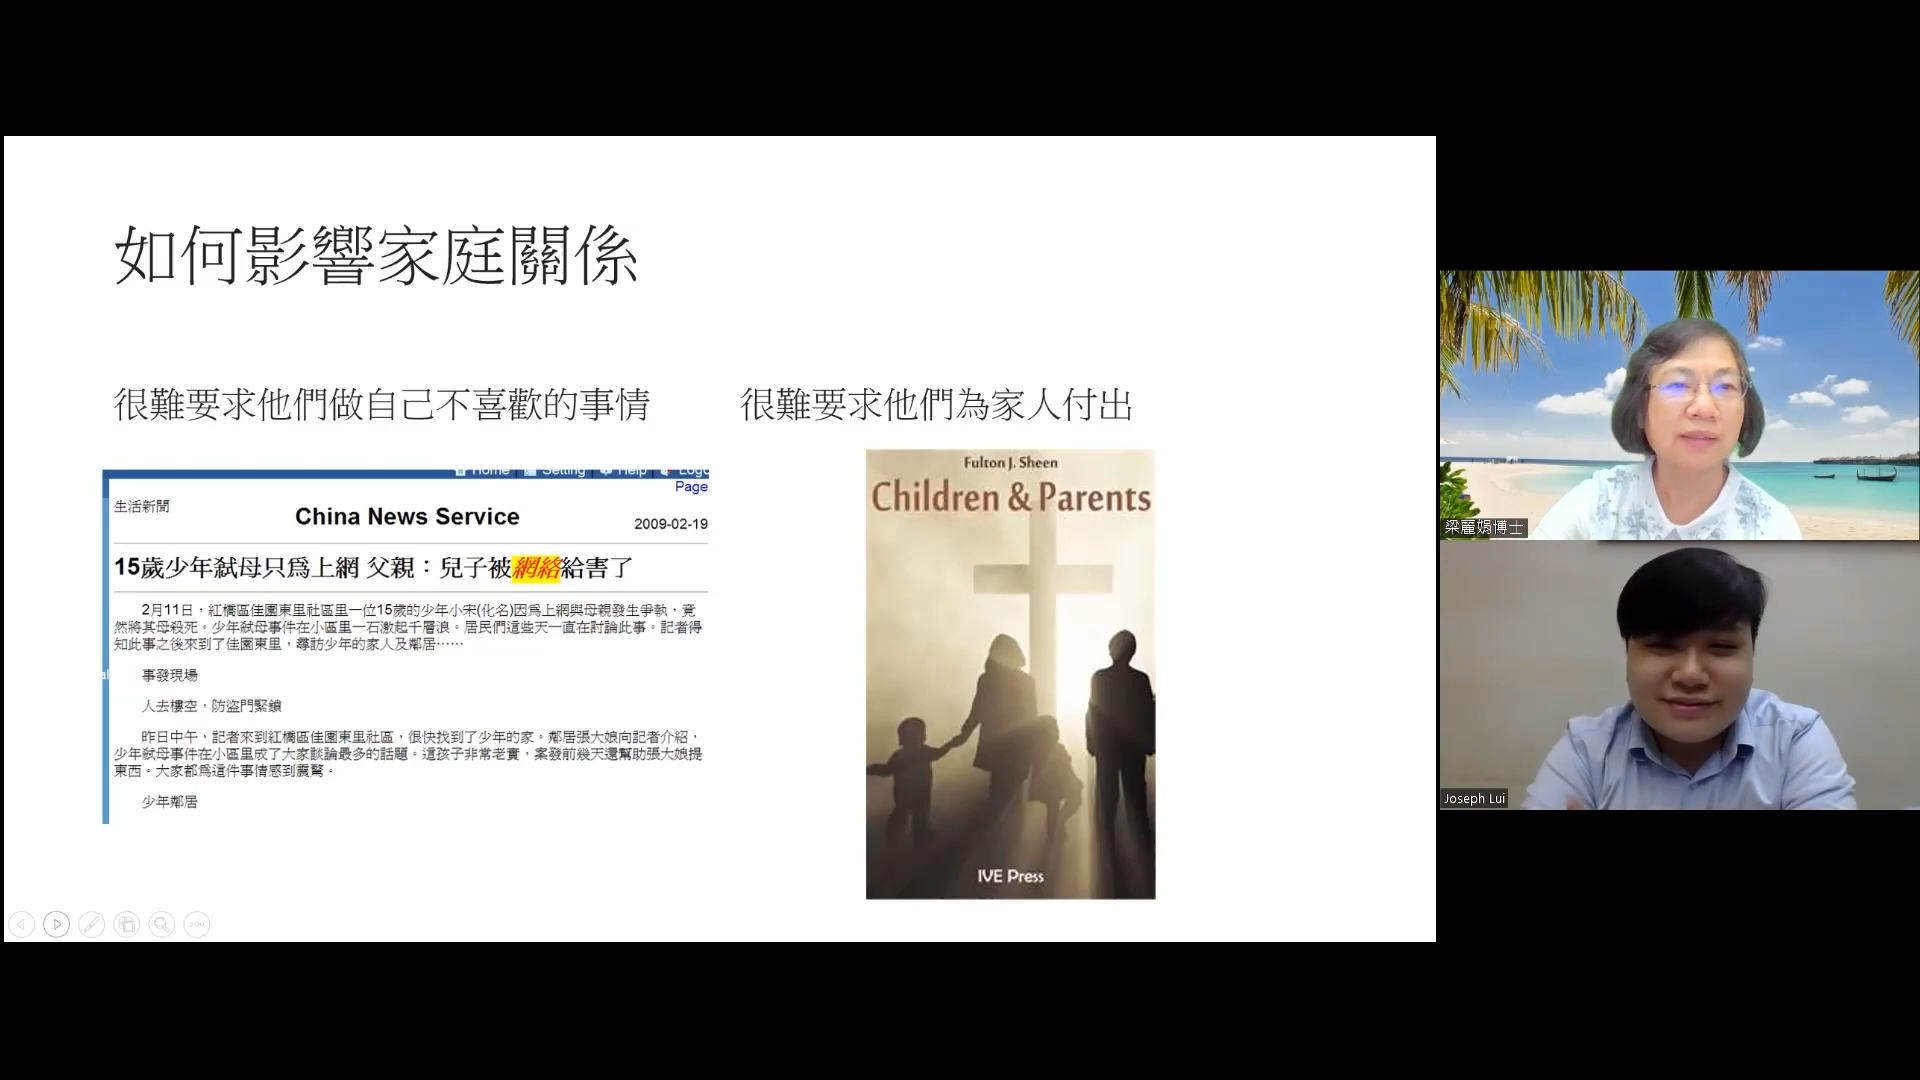 如何影響家庭關係
很難要求他們做自己不喜歡的事情
Home Setting Help
Page
生活新聞
China News Service
2009-02-19
15歲少年弒母只爲上網 父親：兒子被網絡給害了
2月11日，紅橋區佳園東里社區里一位15歲的少年小宋(化名)因爲上網與母親發生爭執，竟
然將其母殺死。少年弒母事件在小區里一石激起千層浪。居民們這些天一直在討論此事。記者得
知此事之後來到了佳園東里，尋訪少年的家人及鄰居……
事發現場
人去樓空，防盜門緊鎖
昨日中午，記者來到紅橋區佳園東里社區，很快找到了少年的家。鄰居張大娘向記者介紹，
少年弒母事件在小區里成了大家談論最多的話題。這孩子非常老實，案發前幾天還幫助張大娘提
東西。大家都爲這件事情感到震驚。
少年鄰居
很難要求他們為家人付出
Fulton J. Sheen
Children & Parents
IVE Press
梁麗娟博士
Joseph Lui